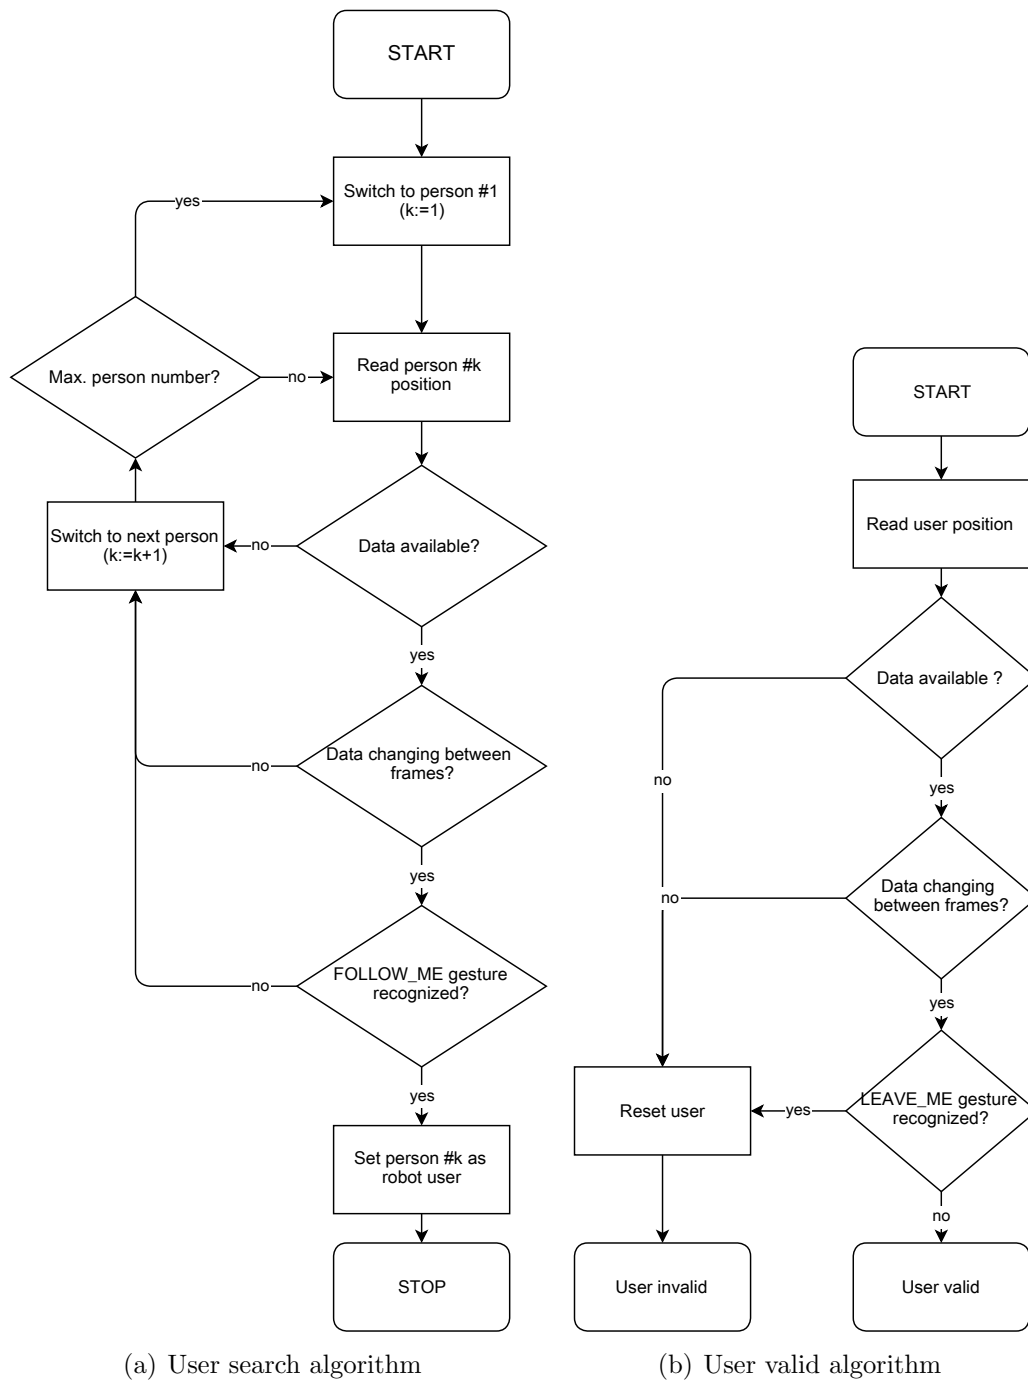 START
Switch to person #1
(k:=1)
yes
Max. person number?
no
Read person #k
position
Switch to next person
(k:=k+1)
no
Data available?
yes
Data changing between
frames?
no
yes
FOLLOW_ME gesture
recognized?
no
yes
Set person #k as
robot user
STOP
(a) User search algorithm
START
Read user position
Data available ?
no
yes
Data changing
between frames?
no
yes
LEAVE_ME gesture
recognized?
yes
Reset user
no
User invalid
User valid
(b) User valid algorithm